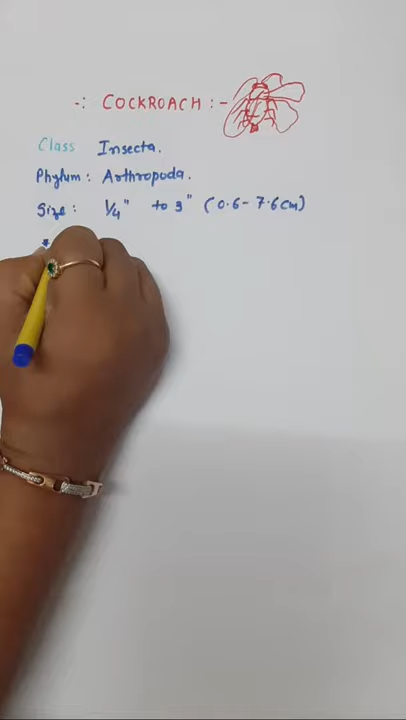 -: COCKROACH :-
Class Insecta.
Phylum: Arthropoda.
Size: 1/4" to 3" (0.6 - 7.6 cm)
*